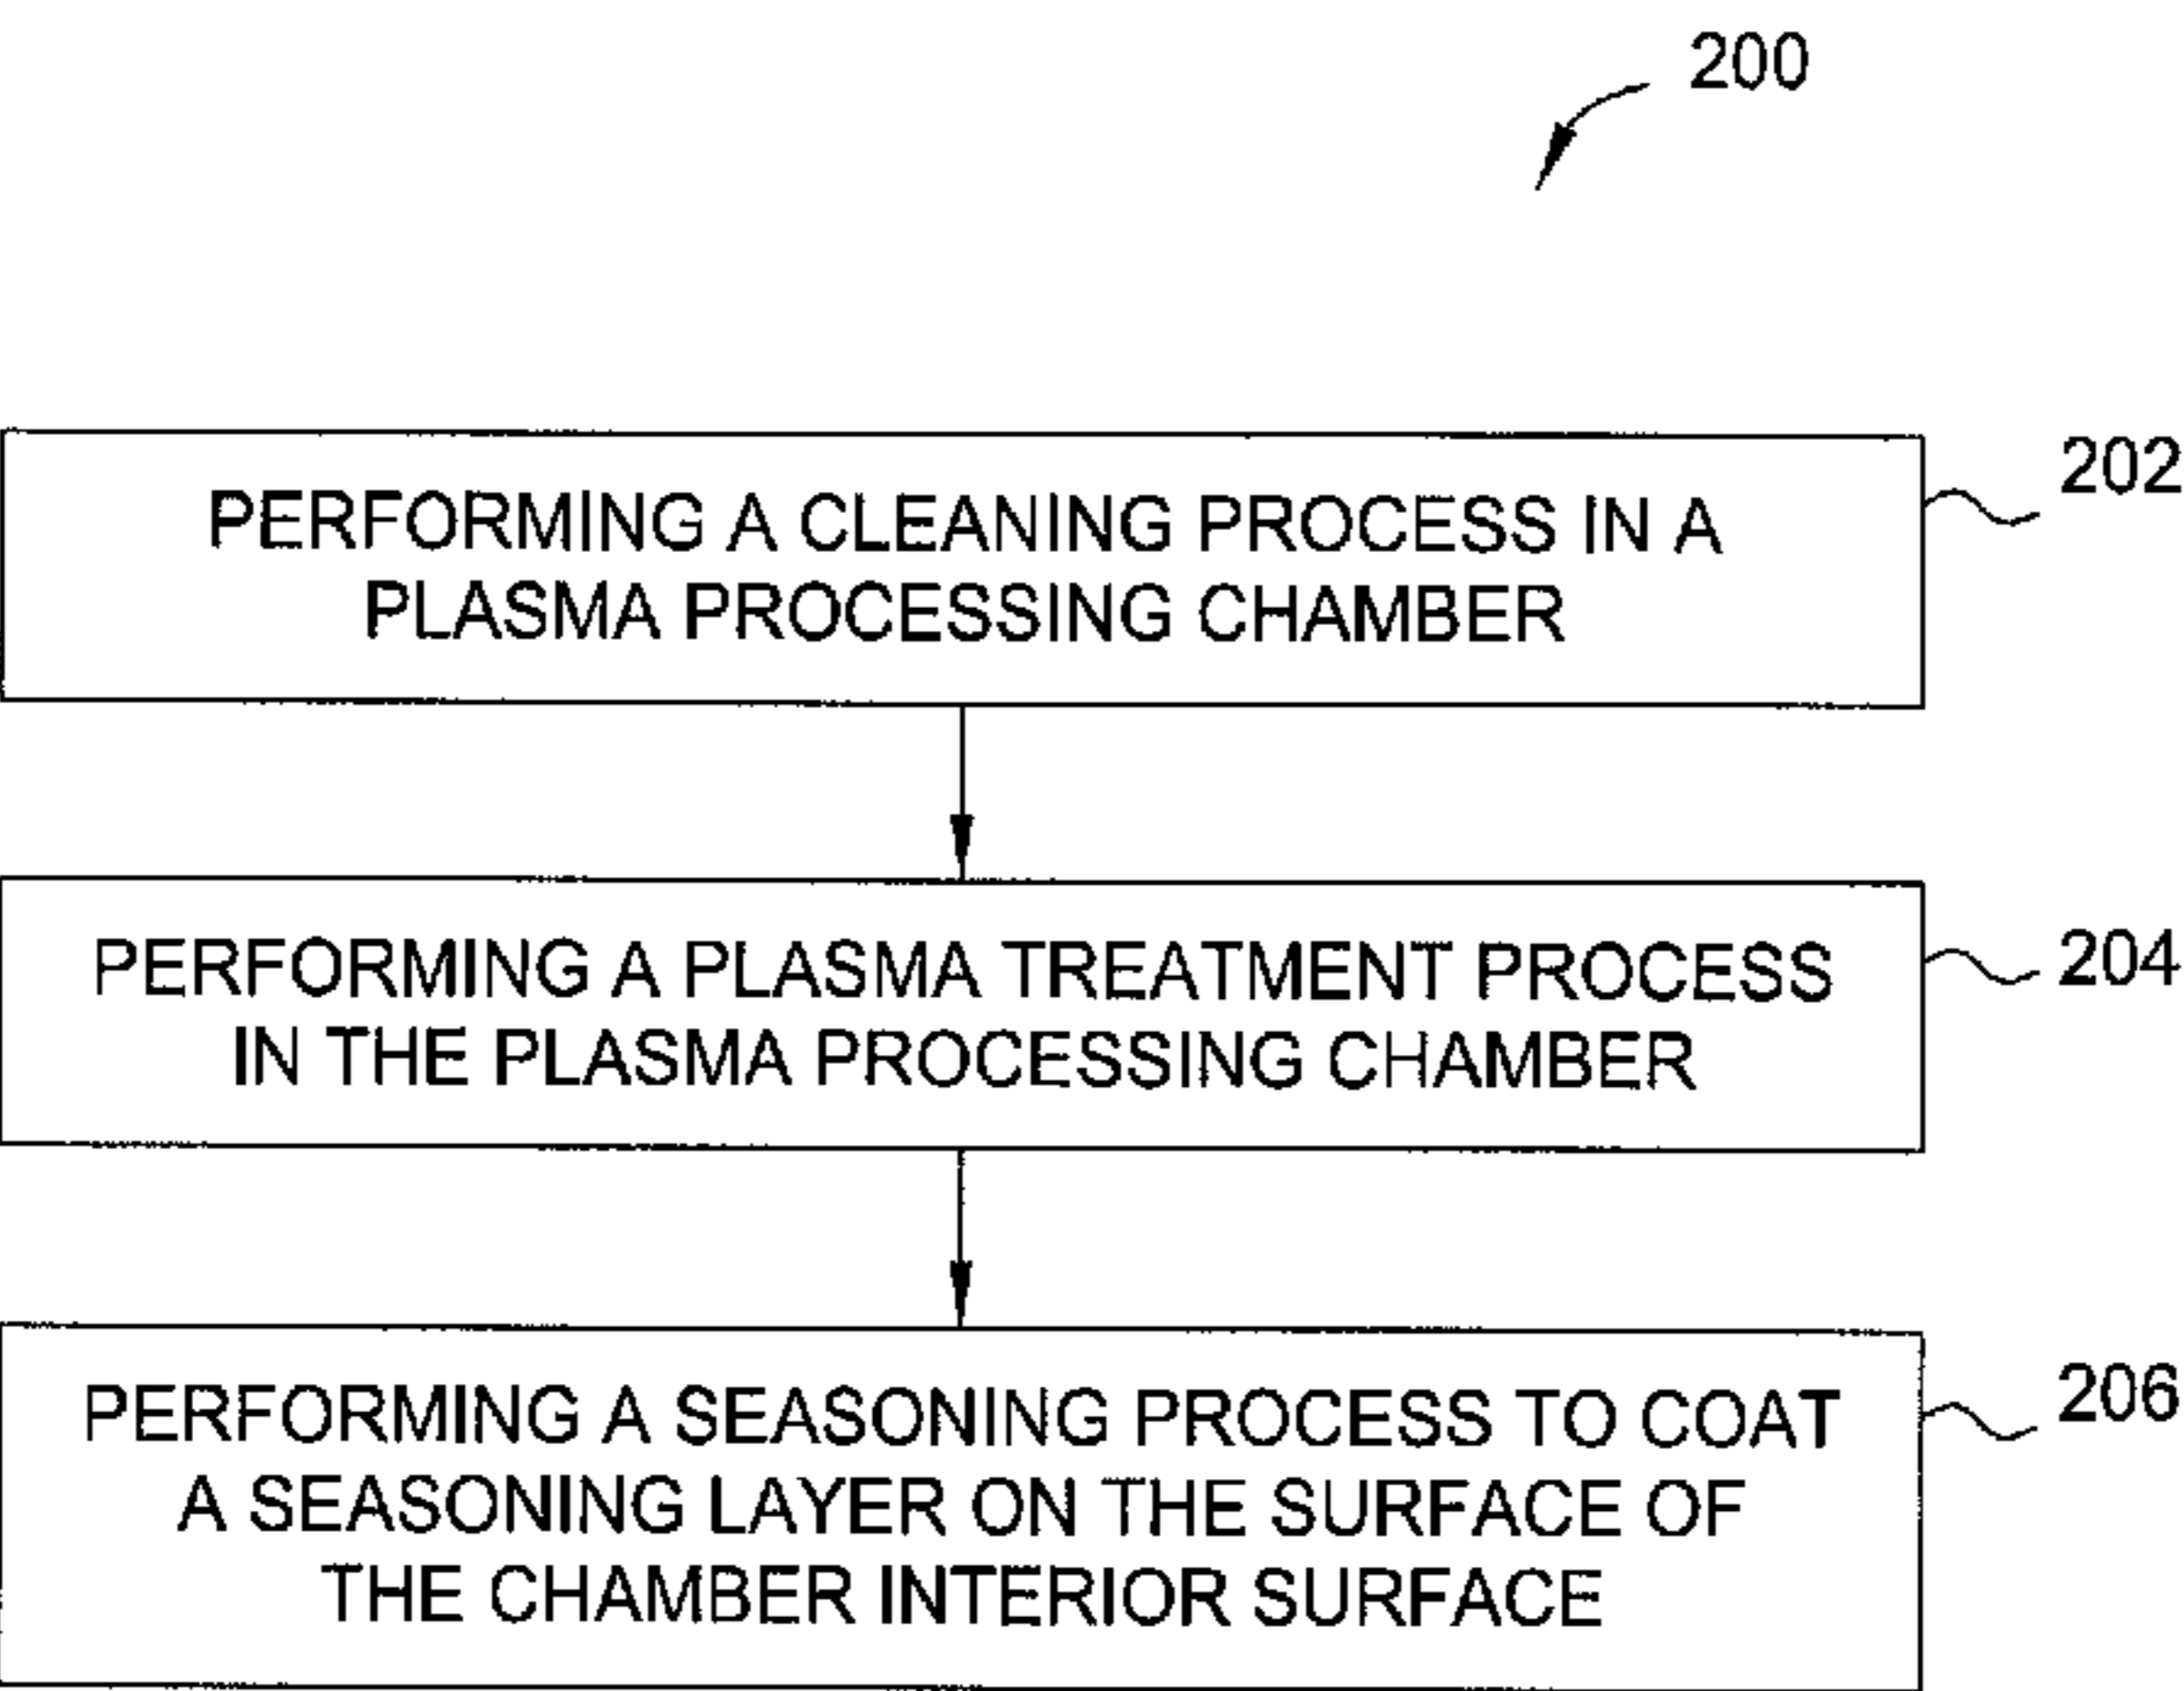 200
PERFORMING A CLEANING PROCESS IN A
PLASMA PROCESSING CHAMBER
202
PERFORMING A PLASMA TREATMENT PROCESS
IN THE PLASMA PROCESSING CHAMBER
204
PERFORMING A SEASONING PROCESS TO COAT
A SEASONING LAYER ON THE SURFACE OF
THE CHAMBER INTERIOR SURFACE
206